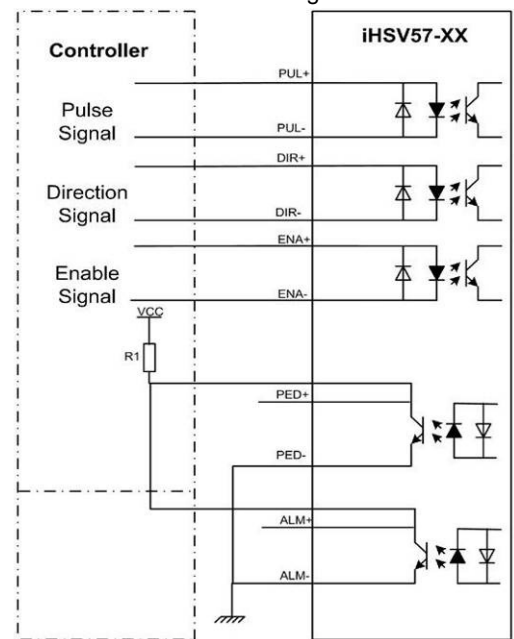 iHSV57-XX
Controller
PUL+
Pulse
Signal
PUL-
DIR+
Direction
Signal
DIR-
ENA+
Enable
Signal
ENA-
VCC
R1
PED+
PED-
ALM+
ALM-